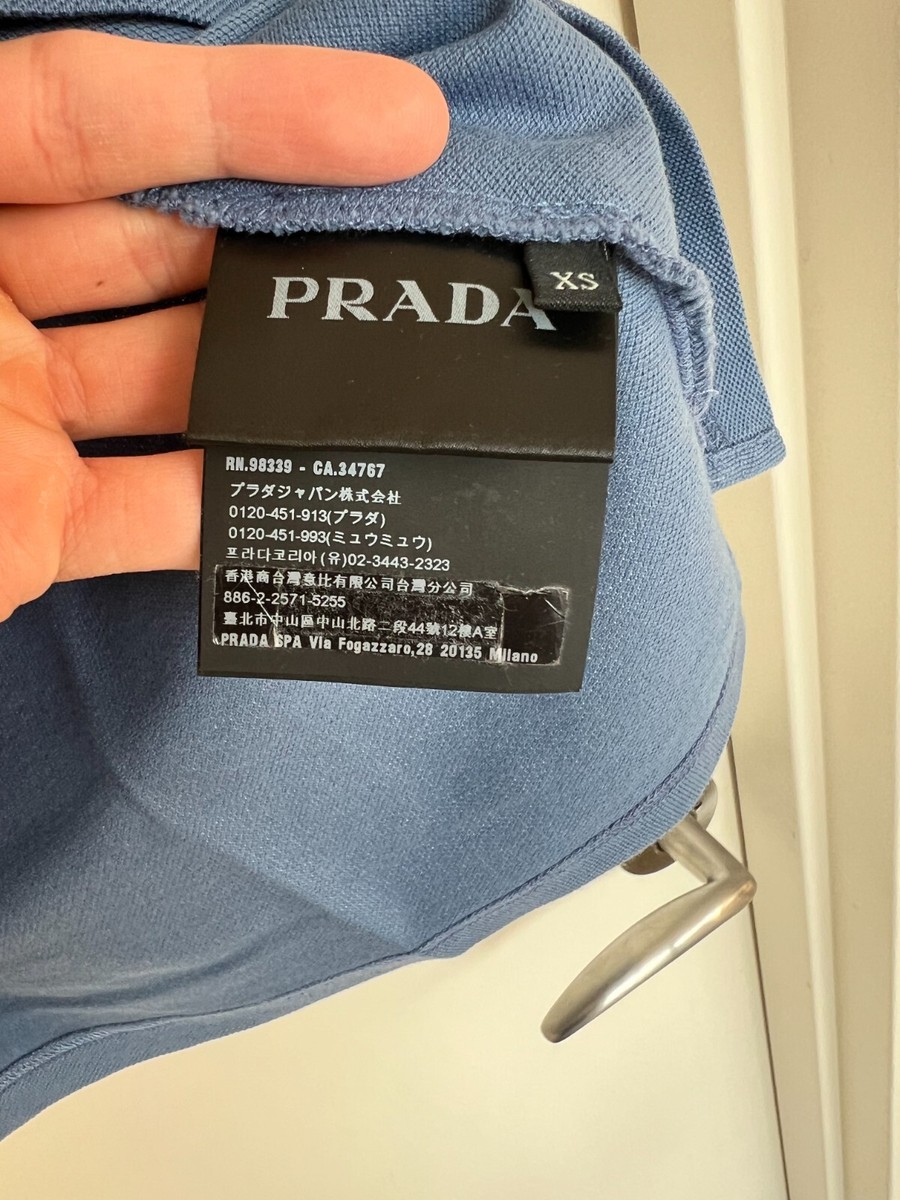 PRADA
XS
RN.98339 - CA.34767
プラダジャパン株式会社
0120-451-913(プラダ)
0120-451-993(ミュウミュウ)
프라다코리아(유)02-3443-2323
香港商台灣意比有限公司台灣分公司
886-2-2571-5255
臺北市中山區中山北路二段44號12樓A室
PRADA SPA Via Fogazzaro,28 20135 Milano